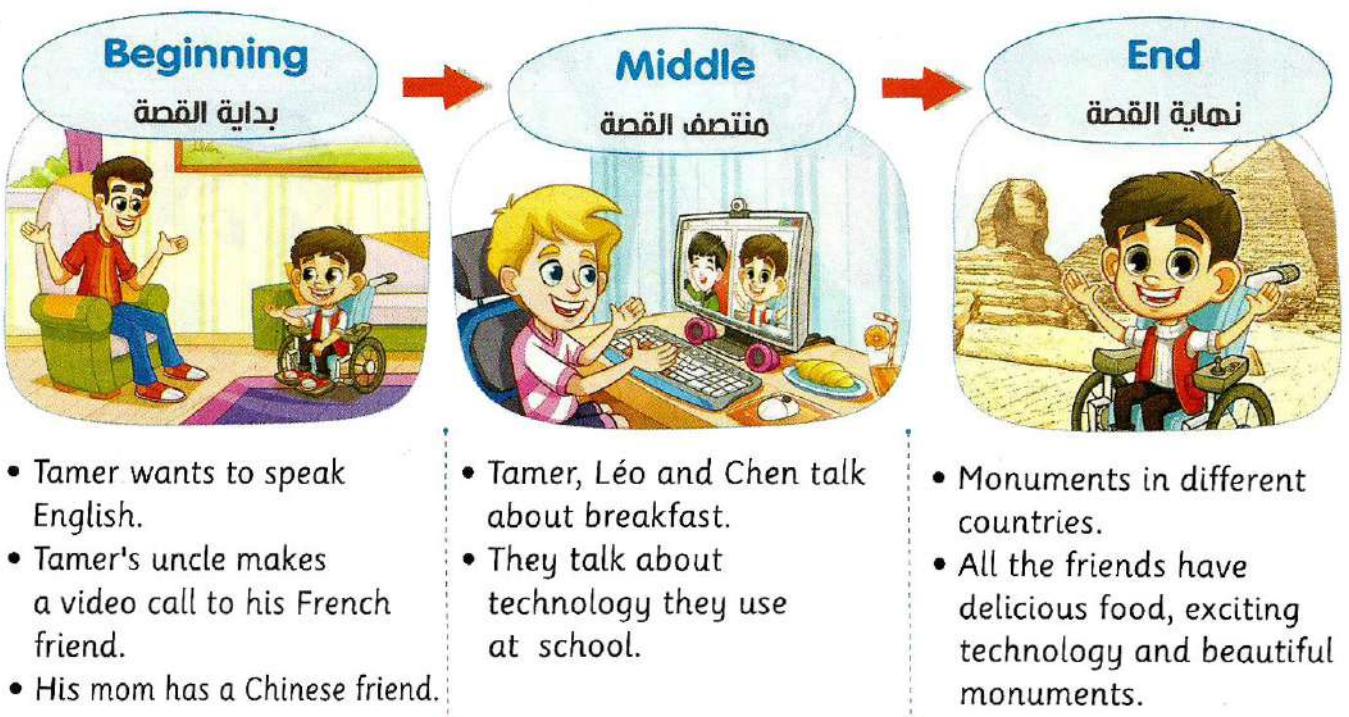 Beginning
بداية القصة
Middle
منتصف القصة
End
نهاية القصة
• Tamer wants to speak
English.
• Tamer's uncle makes
a video call to his French
friend.
• His mom has a Chinese friend.
• Tamer, Léo and Chen talk
about breakfast.
• They talk about
technology they use
at school.
• Monuments in different
countries.
• All the friends have
delicious food, exciting
technology and beautiful
monuments.